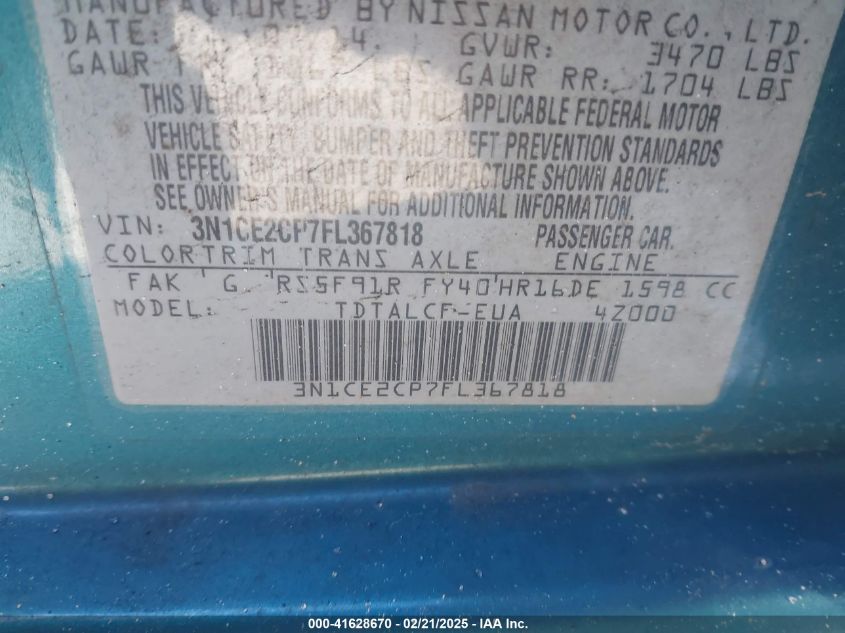 MANUFACTURED BY NISSAN MOTOR CO., LTD.
DATE: GVWR: 3470 LBS
GAWR LBS GAWR RR: 1704 LBS
THIS VEHICLE CONFORMS TO ALL APPLICABLE FEDERAL MOTOR
VEHICLE SAFETY, BUMPER AND THEFT PREVENTION STANDARDS
IN EFFECT ON THE DATE OF MANUFACTURE SHOWN ABOVE.
SEE OWNER'S MANUAL FOR ADDITIONAL INFORMATION.
VIN: 3N1CE2CP7FL367818 PASSENGER CAR.
COLOR TRIM TRANS AXLE ENGINE
FAK G RS5F91R FY40 HR16DE 1598 CC
MODEL: TDTALCF-EUA 4Z000
3N1CE2CP7FL367818
000-41628670 - 02/21/2025 - IAA Inc.